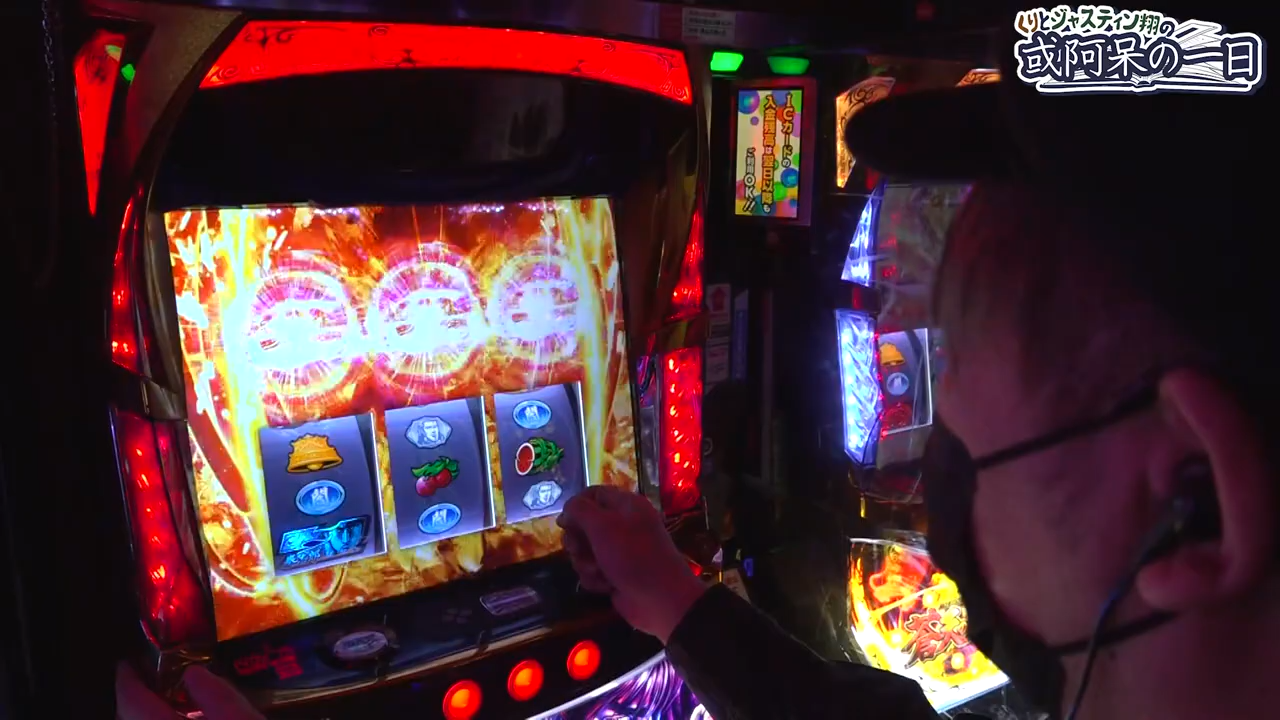 くりとジャスティン翔の
或阿呆の一日
ICカードの
入金残高は翌日以降も
ご利用OK!!
蒼天